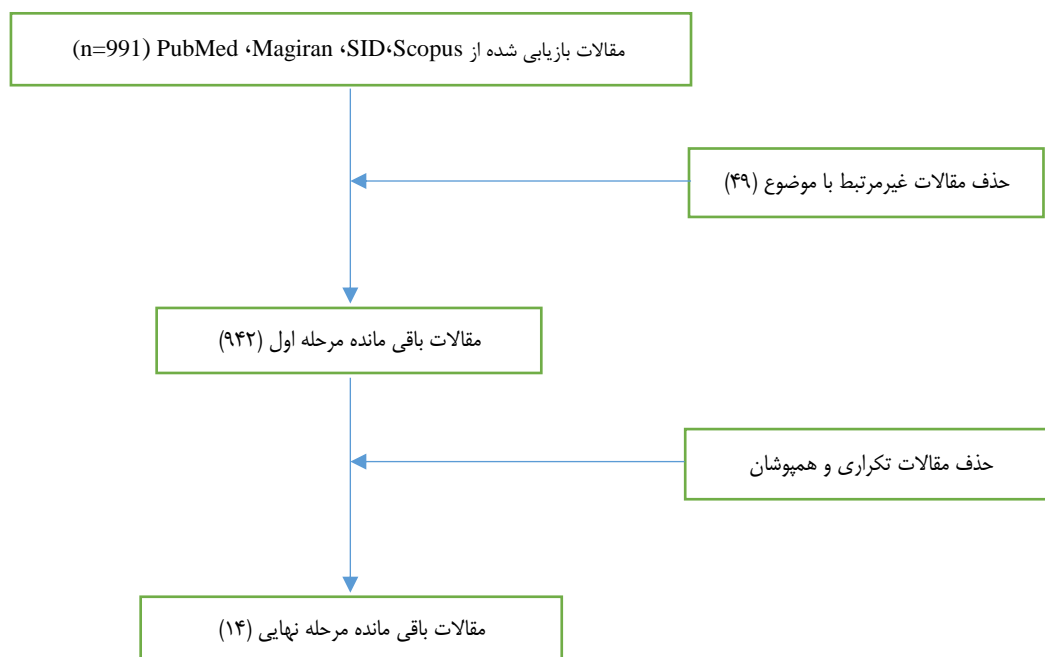 مقالات بازیابی شده از PubMed ،Magiran ،SID،Scopus (n=991)
حذف مقالات غیرمرتبط با موضوع (۴۹)
مقالات باقی مانده مرحله اول (۹۴۲)
حذف مقالات تکراری و همپوشان
مقالات باقی مانده مرحله نهایی (۱۴)